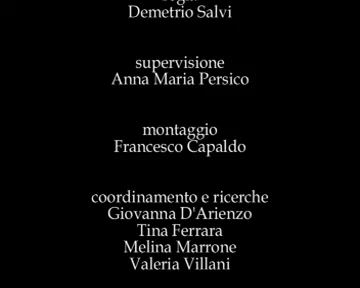 Demetrio Salvi
supervisione
Anna Maria Persico
montaggio
Francesco Capaldo
coordinamento e ricerche
Giovanna D'Arienzo
Tina Ferrara
Melina Marrone
Valeria Villani